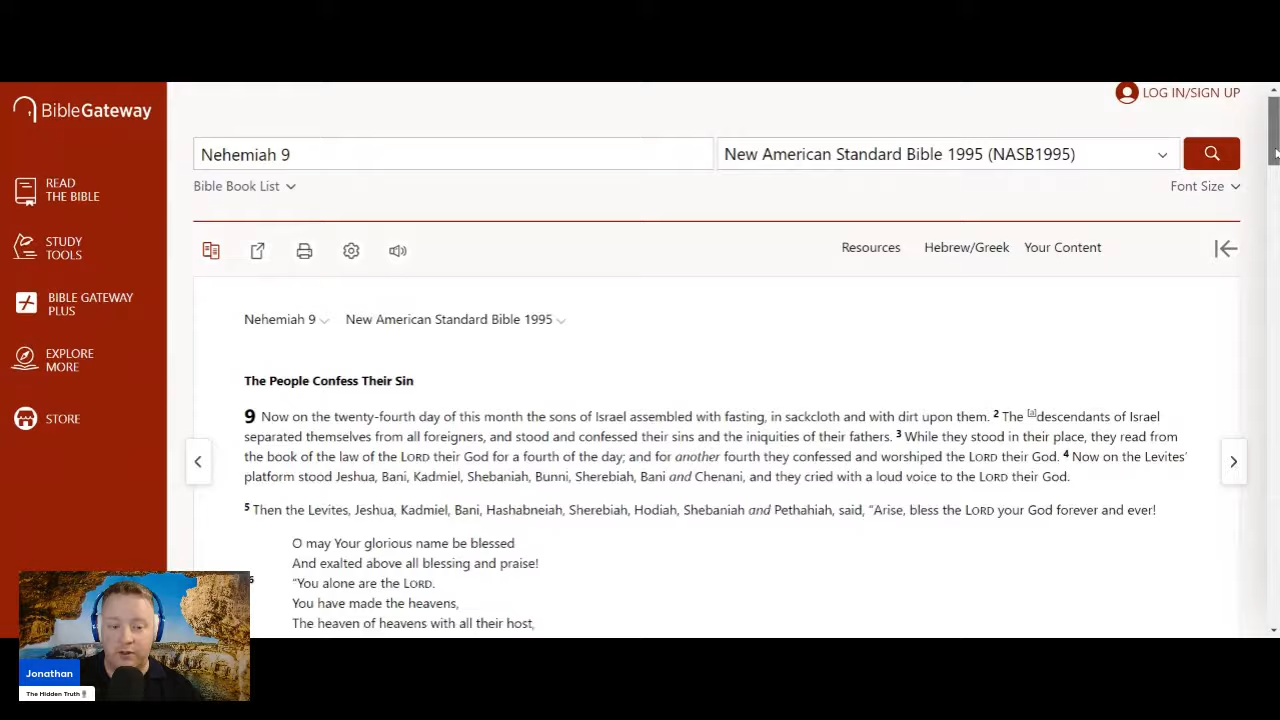 BibleGateway
LOG IN/SIGN UP
Nehemiah 9
New American Standard Bible 1995 (NASB1995)
Bible Book List
Font Size
READ
THE BIBLE
STUDY
TOOLS
BIBLE GATEWAY
PLUS
EXPLORE
MORE
STORE
Resources
Hebrew/Greek
Your Content
Nehemiah 9
New American Standard Bible 1995
The People Confess Their Sin
9 Now on the twenty-fourth day of this month the sons of Israel assembled with fasting, in sackcloth and with dirt upon them. 2 The [a]descendants of Israel
separated themselves from all foreigners, and stood and confessed their sins and the iniquities of their fathers. 3 While they stood in their place, they read from
the book of the law of the LORD their God for a fourth of the day; and for another fourth they confessed and worshiped the LORD their God. 4 Now on the Levites'
platform stood Jeshua, Bani, Kadmiel, Shebaniah, Bunni, Sherebiah, Bani and Chenani, and they cried with a loud voice to the LORD their God.
5 Then the Levites, Jeshua, Kadmiel, Bani, Hashabneiah, Sherebiah, Hodiah, Shebaniah and Pethahiah, said, “Arise, bless the LORD your God forever and ever!
O may Your glorious name be blessed
And exalted above all blessing and praise!
6 “You alone are the LORD.
You have made the heavens,
The heaven of heavens with all their host,
Jonathan
The Hidden Truth